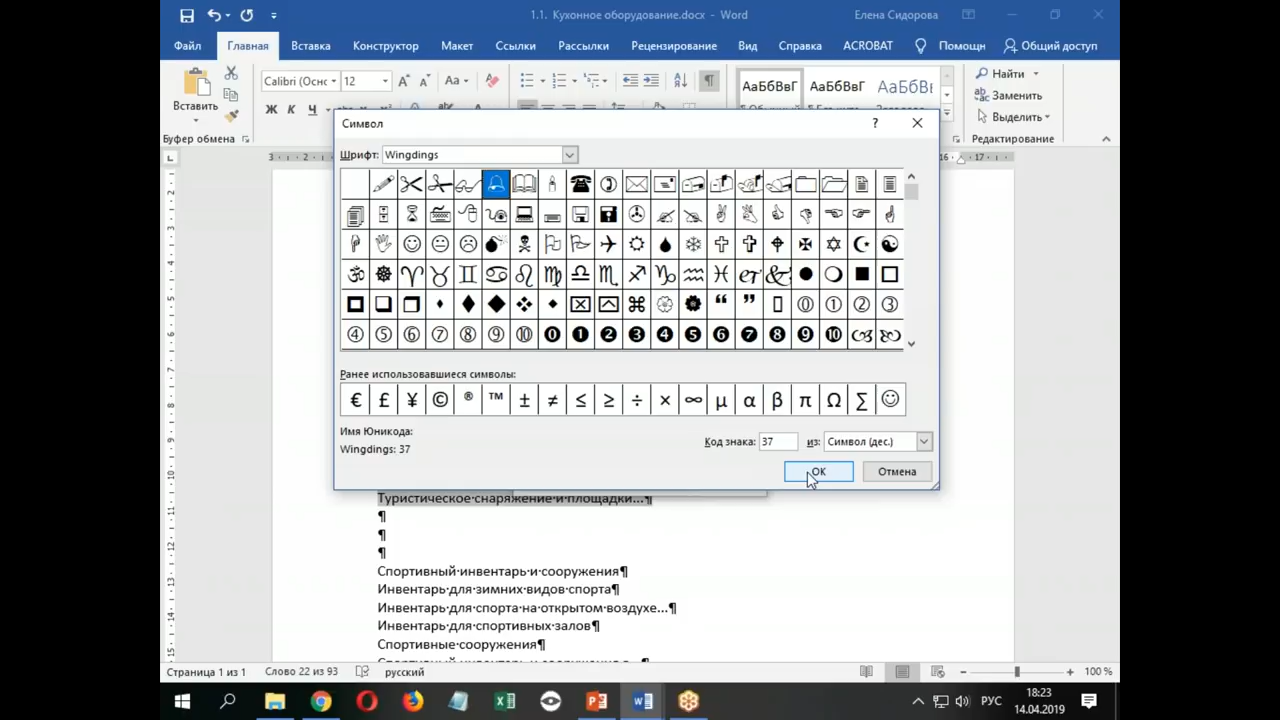 1.1. Кухонное оборудование.docx - Word
Елена Сидорова
Файл Главная Вставка Конструктор Макет Ссылки Рассылки Рецензирование Вид Справка ACROBAT Помощн Общий доступ
Вставить
Calibri (Оснс 12
Aa
Ж К Ч
АаБбВвГ АаБбВвГ АаБбВ
Найти
Заменить
Выделить
Буфер обмена
Редактирование
Символ
Шрифт: Wingdings
Ранее использовавшиеся символы:
€ £ ¥ © ® ™ ± ≠ ≤ ≥ ÷ × ∞ µ α β π Ω ∑ ☺
Имя Юникода:
Wingdings: 37
Код знака: 37 из: Символ (дес.)
ОК Отмена
Туристическое·снаряжение·и·площадки...¶
¶
¶
¶
Спортивный·инвентарь·и·сооружения¶
Инвентарь·для·зимних·видов·спорта¶
Инвентарь·для·спорта·на·открытом·воздухе...¶
Инвентарь·для·спортивных·залов¶
Спортивные·сооружения¶
Страница 1 из 1 Слово 22 из 93 русский 100 %
РУС
18:23
14.04.2019